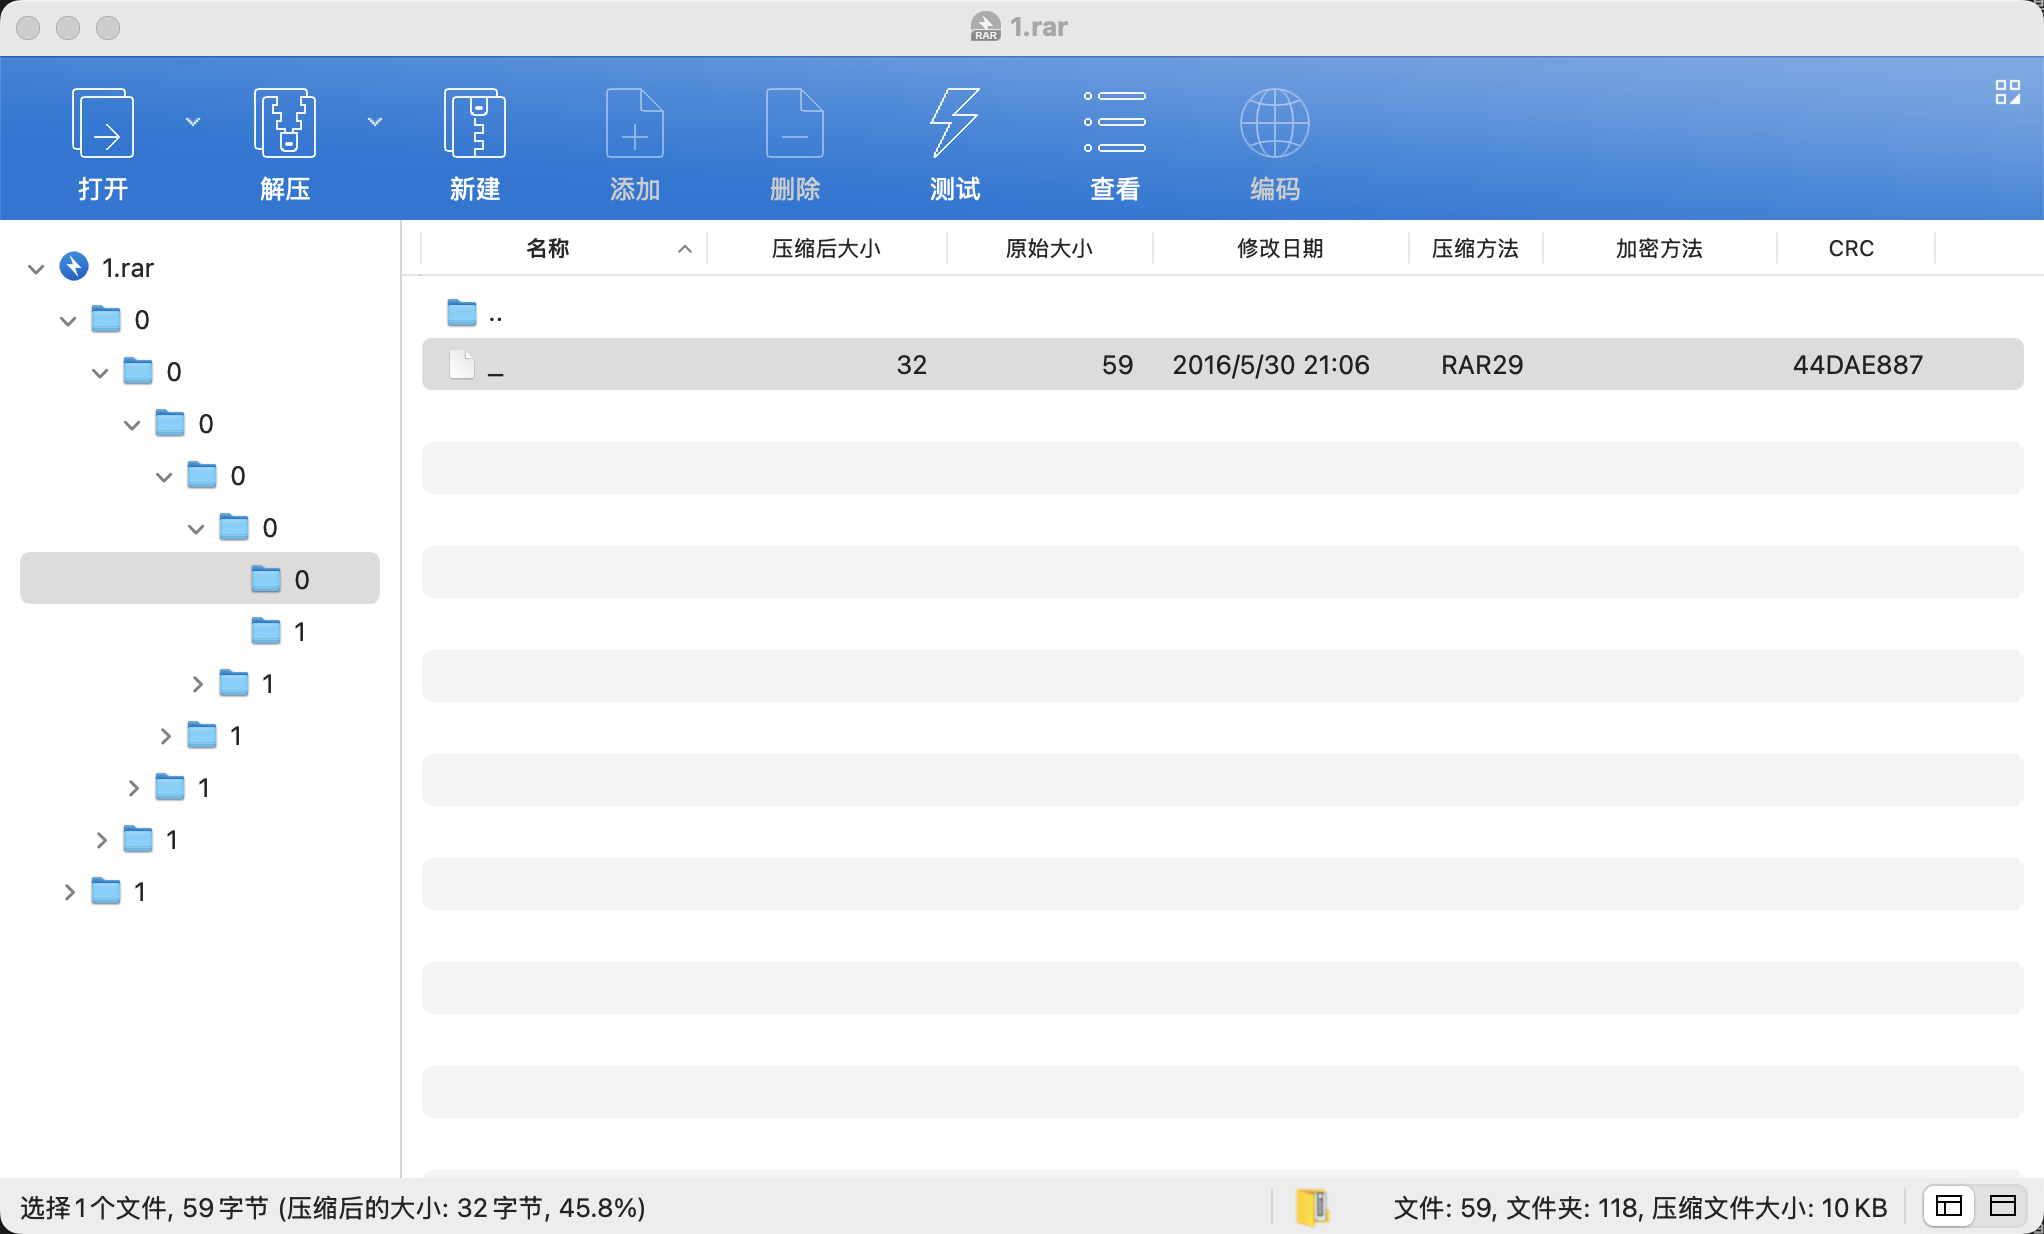 RAR 1.rar
打开 解压 新建 添加 删除 测试 查看 编码
名称 压缩后大小 原始大小 修改日期 压缩方法 加密方法 CRC
1.rar
0
0
0
0
0
0
1
1
1
1
1
1
..
_ 32 59 2016/5/30 21:06 RAR29 44DAE887
选择1个文件, 59字节 (压缩后的大小: 32字节, 45.8%) 文件: 59, 文件夹: 118, 压缩文件大小: 10 KB